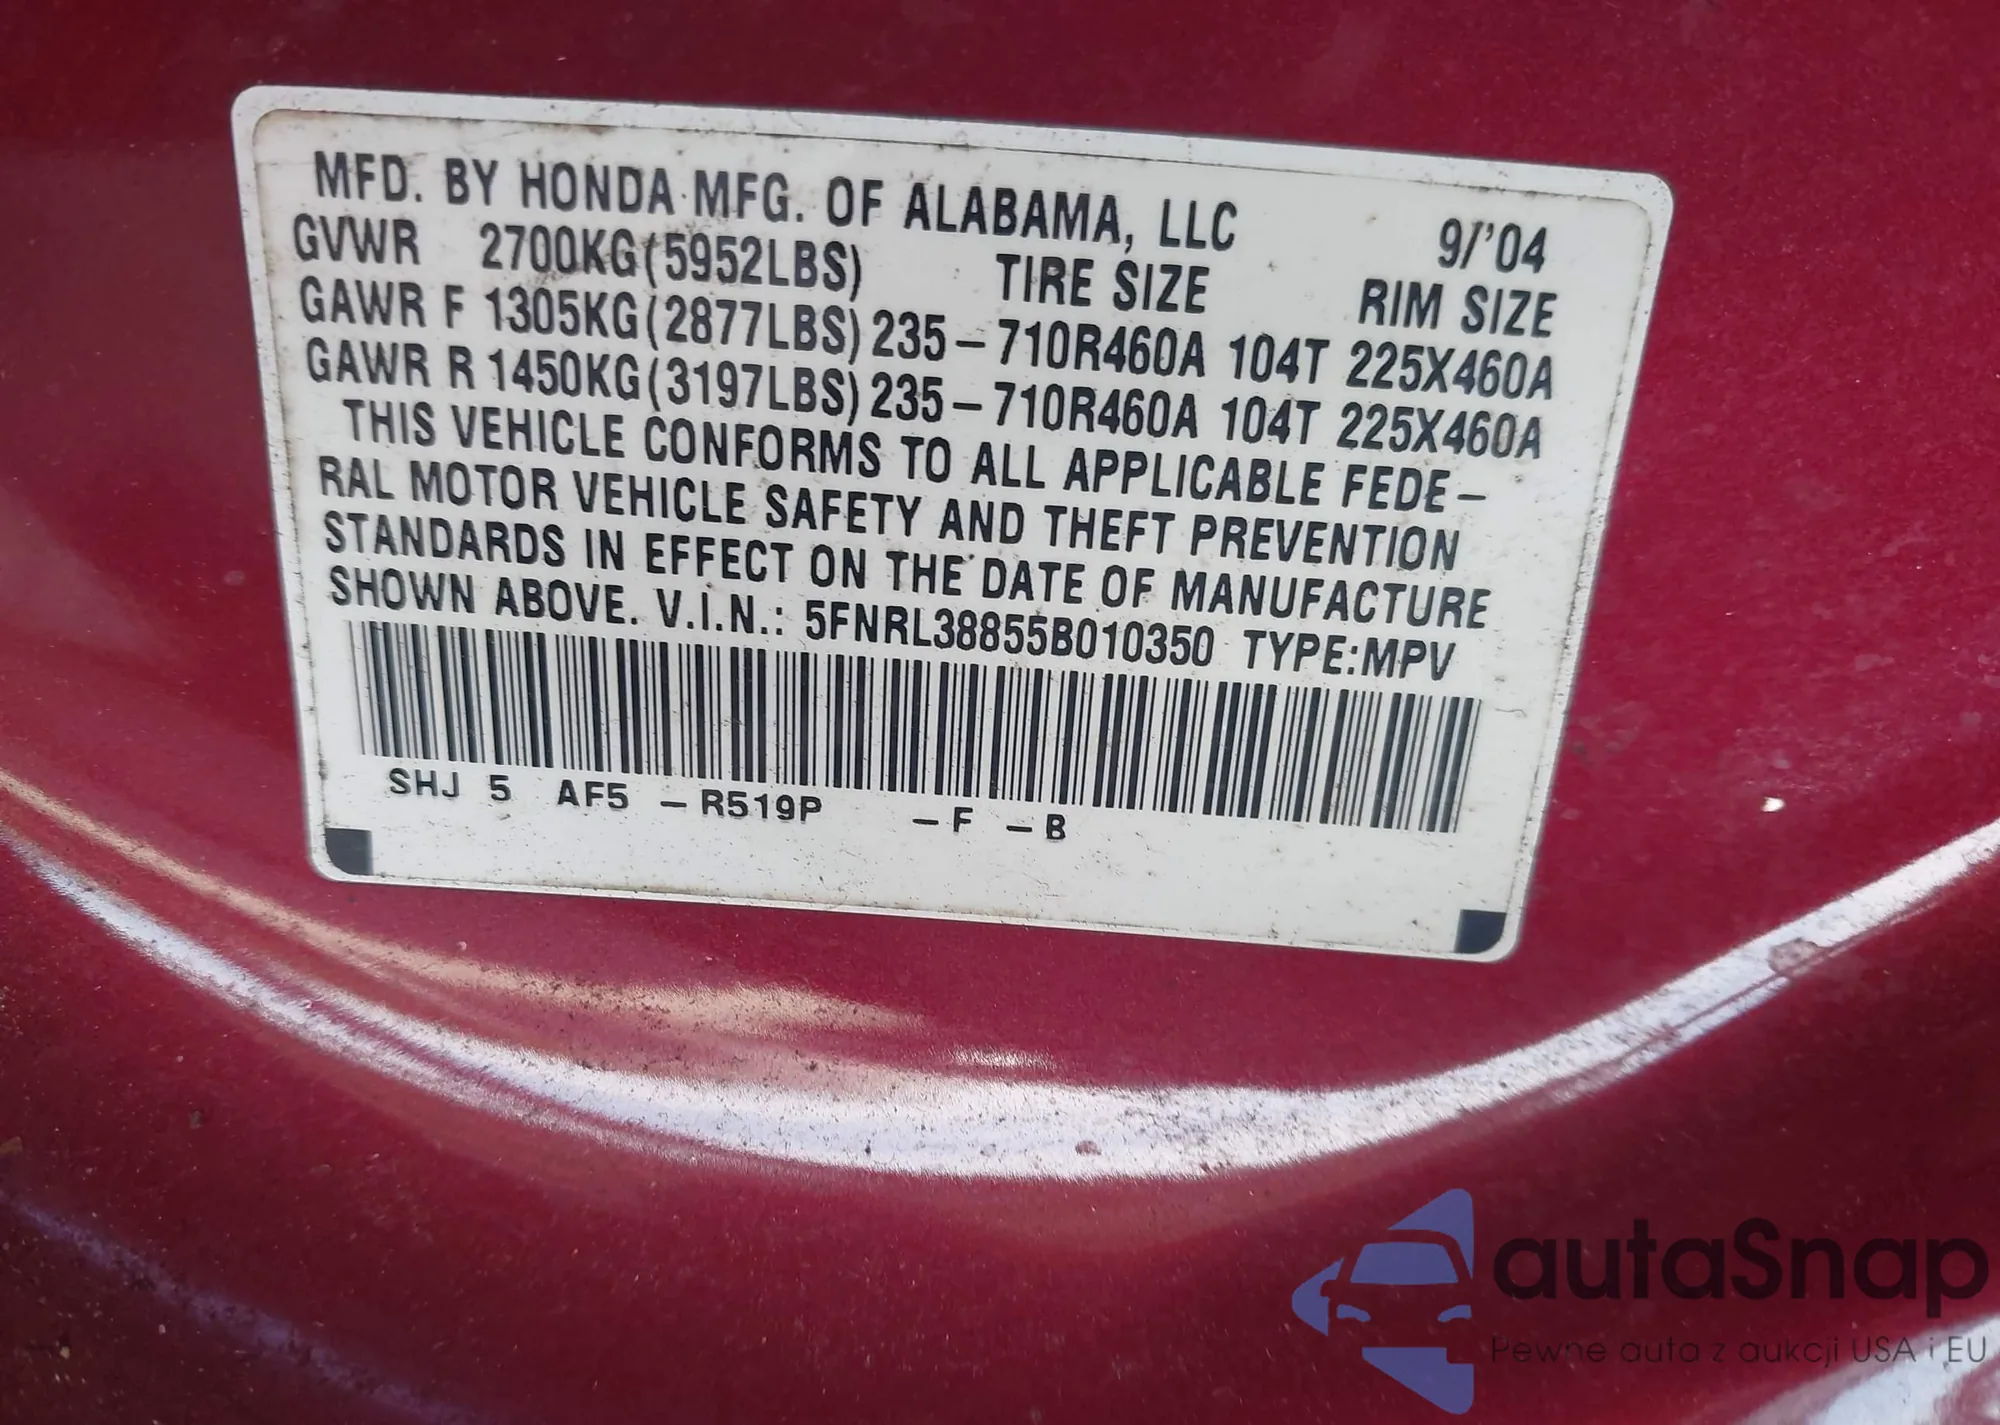 MFD. BY HONDA MFG. OF ALABAMA, LLC 9/'04
GVWR 2700KG(5952LBS) TIRE SIZE RIM SIZE
GAWR F 1305KG(2877LBS) 235-710R460A 104T 225X460A
GAWR R 1450KG(3197LBS) 235-710R460A 104T 225X460A
THIS VEHICLE CONFORMS TO ALL APPLICABLE FEDE-
RAL MOTOR VEHICLE SAFETY AND THEFT PREVENTION
STANDARDS IN EFFECT ON THE DATE OF MANUFACTURE
SHOWN ABOVE. V.I.N.: 5FNRL38855B010350 TYPE:MPV
SHJ 5 AF5 -R519P -F -B
autaSnap
Pewne auta z aukcji USA i EU